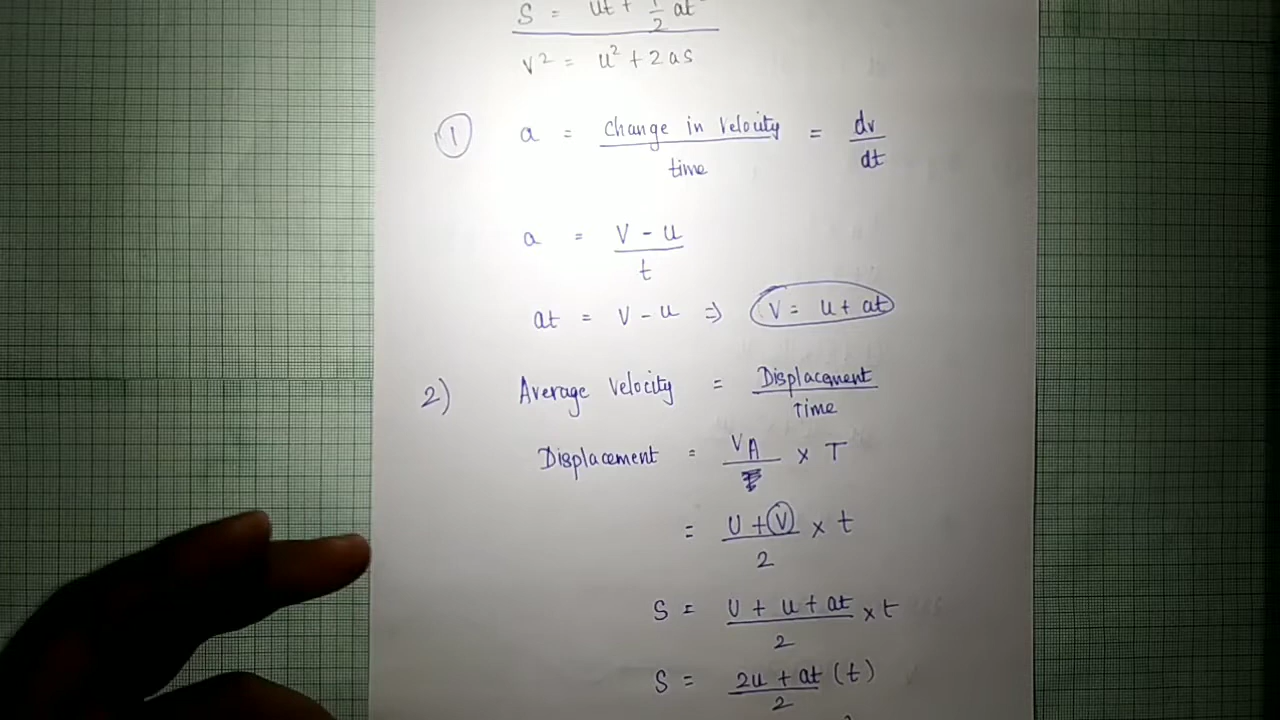 S = ut + 1/2 at
v² = u² + 2as
1 a = change in velocity / time = dv / dt
a = v - u / t
at = v - u ⇒ v = u + at
2) Average velocity = Displacement / Time
Displacement = VA / × T
= u + v / 2 × t
S = u + u + at / 2 × t
S = 2u + at / 2 (t)